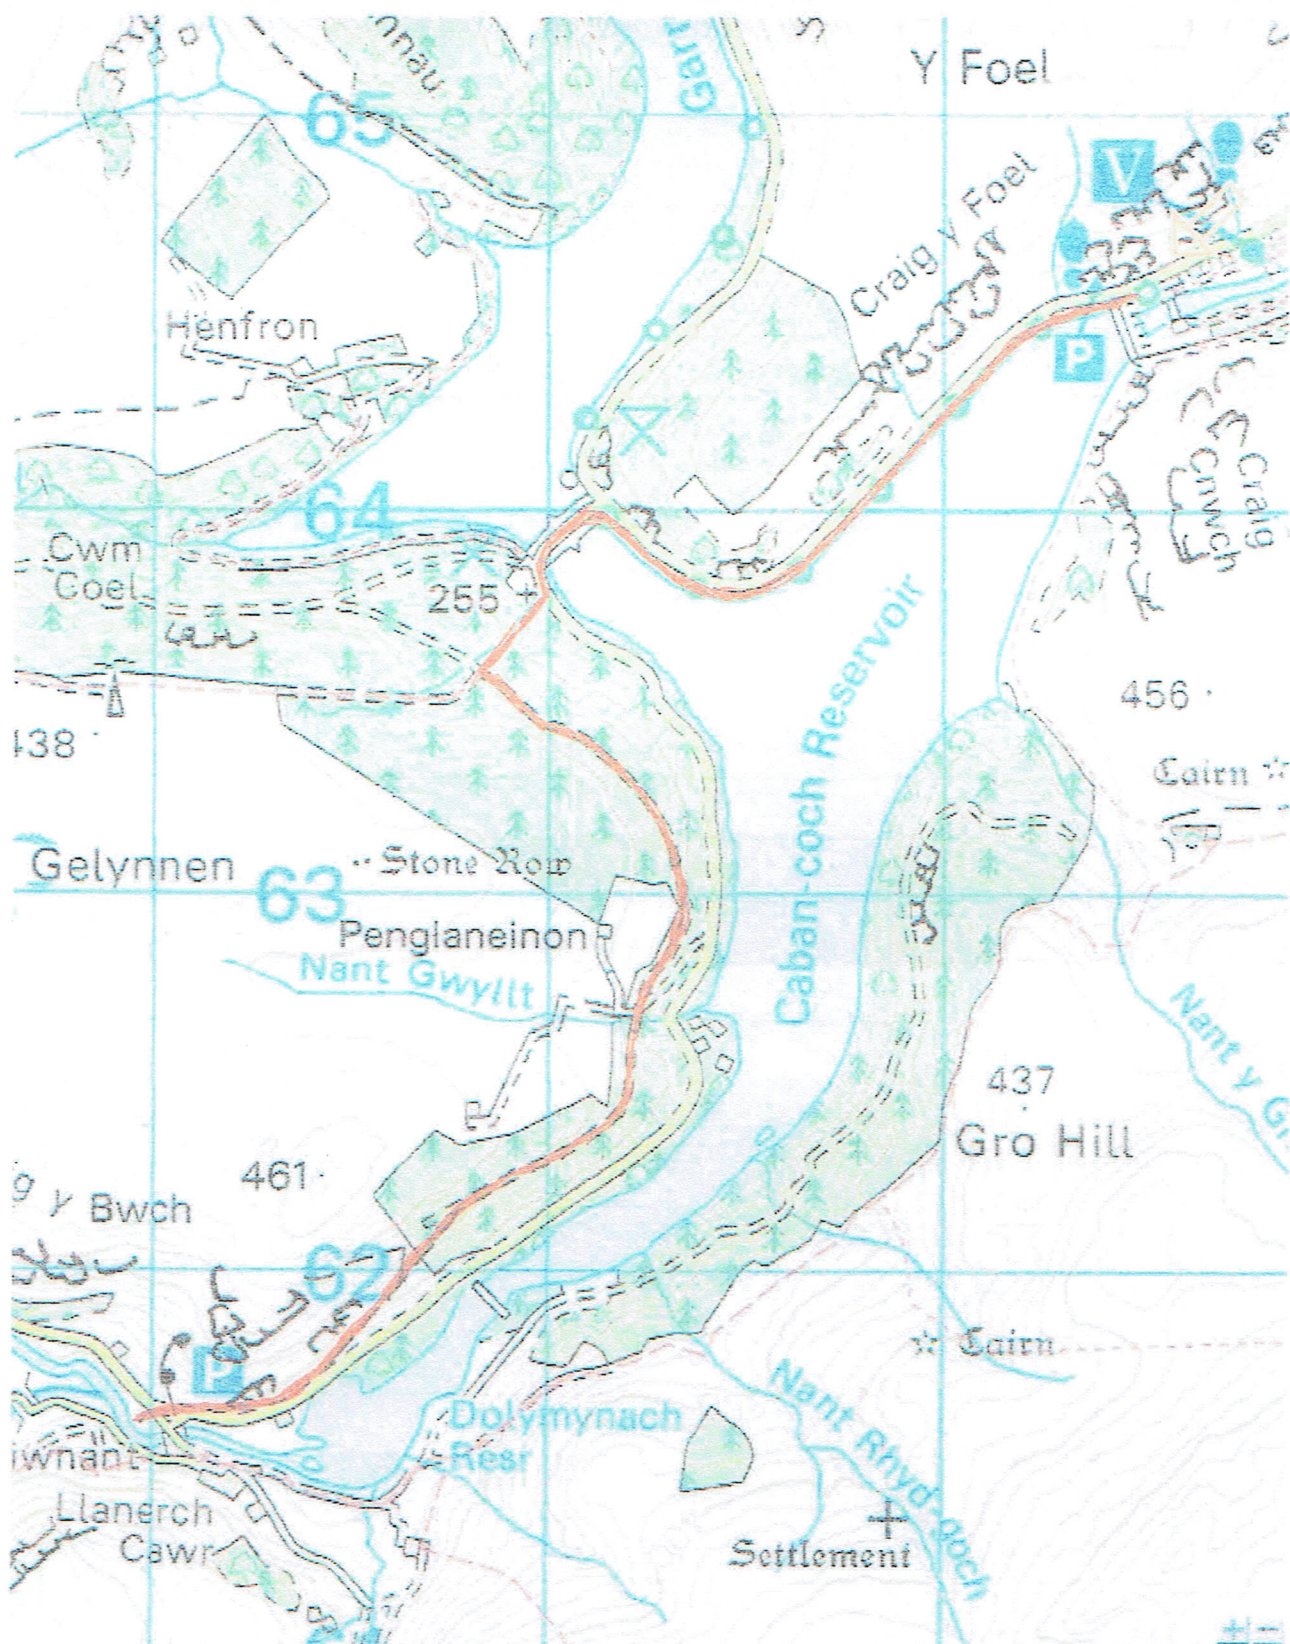 Y Foel
65
V
Craig y Foel
Henfron
P
64
Craig
Cnwch
Cwm
Coel
255
Caban-coch Reservoir
456
438
Cairn
Gelynnen
Stone Row
63
Penglaneinon
Nant Gwyllt
437
Gro Hill
461
Bwch
62
P
Cairn
Dolymynach
Resr
Nant Rhyd-goch
Llanerch
Cawr
Settlement